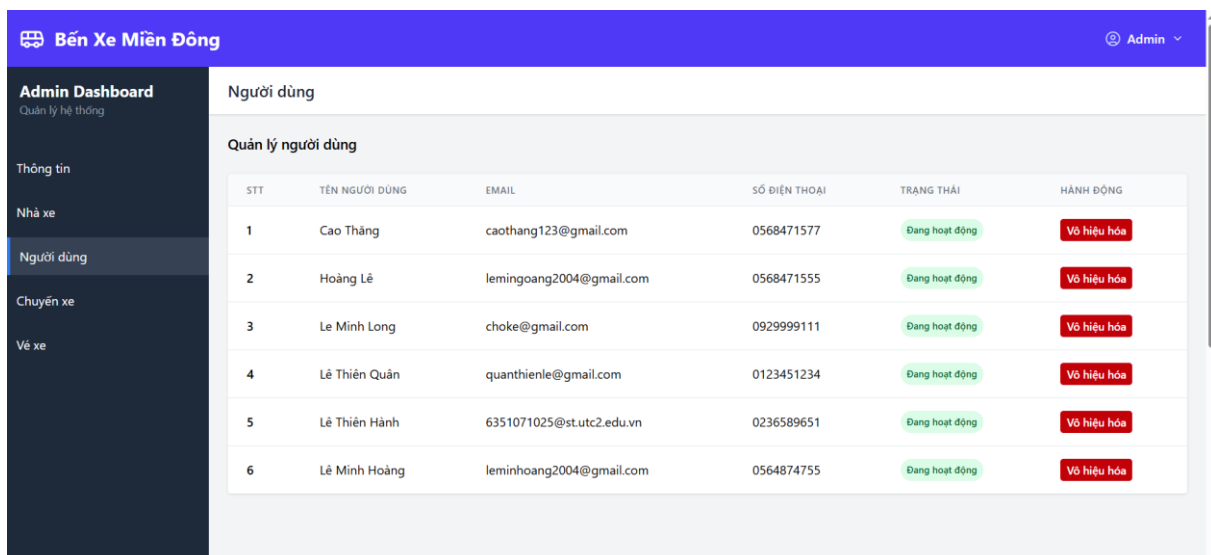 Bến Xe Miền Đông
Admin
Admin Dashboard
Quản lý hệ thống
Thông tin
Nhà xe
Người dùng
Chuyến xe
Vé xe
Người dùng
Quản lý người dùng
STT TÊN NGƯỜI DÙNG EMAIL SỐ ĐIỆN THOẠI TRẠNG THÁI HÀNH ĐỘNG
1 Cao Thăng caothang123@gmail.com 0568471577 Đang hoạt động Vô hiệu hóa
2 Hoàng Lê lemingoang2004@gmail.com 0568471555 Đang hoạt động Vô hiệu hóa
3 Le Minh Long choke@gmail.com 0929999111 Đang hoạt động Vô hiệu hóa
4 Lê Thiên Quân quanthienle@gmail.com 0123451234 Đang hoạt động Vô hiệu hóa
5 Lê Thiên Hành 6351071025@st.utc2.edu.vn 0236589651 Đang hoạt động Vô hiệu hóa
6 Lê Minh Hoàng leminhoang2004@gmail.com 0564874755 Đang hoạt động Vô hiệu hóa